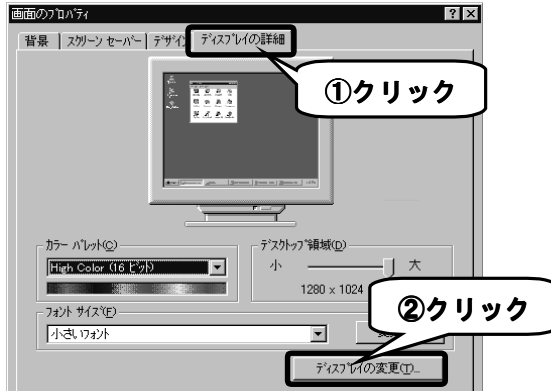 画面のプロパティ
背景
スクリーン セーバー
デザイン
ディスプレイの詳細
①クリック
カラー パレット(C)
High Color (16 ビット)
デスクトップ領域(D)
小
大
1280 x 1024
②クリック
フォント サイズ(F)
小さいフォント
ディスプレイの変更(T)...